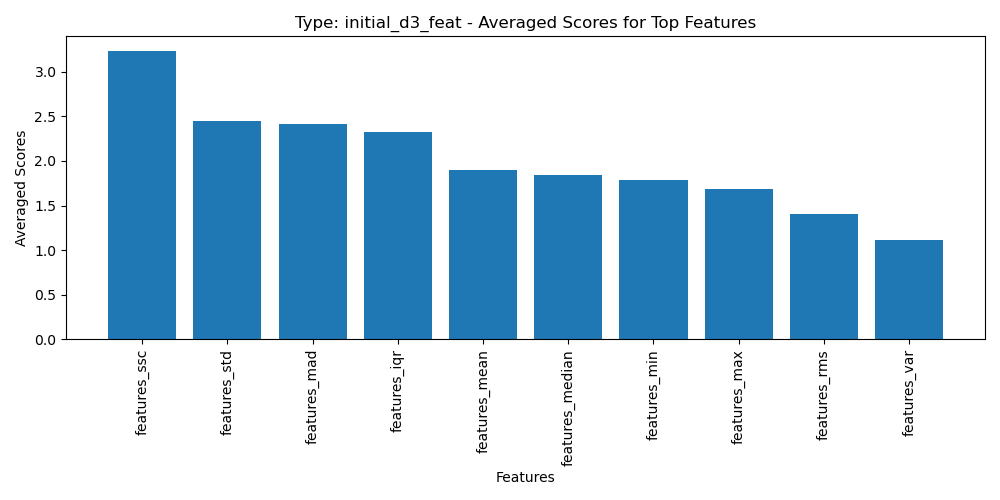 Type: initial_d3_feat - Averaged Scores for Top Features
Averaged Scores
3.0
2.5
2.0
1.5
1.0
0.5
0.0
features_ssc
features_std
features_mad
features_iqr
features_mean
features_median
features_min
features_max
features_rms
features_var
Features